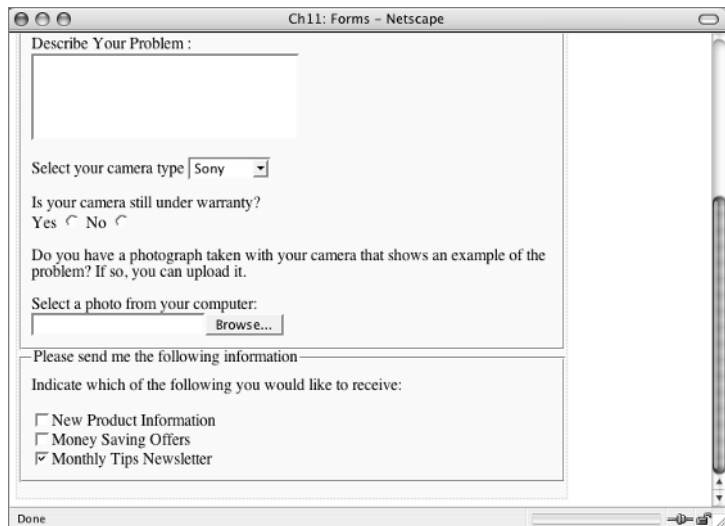 Ch11: Forms – Netscape
Describe Your Problem :
Select your camera type Sony
Is your camera still under warranty?
Yes No
Do you have a photograph taken with your camera that shows an example of the
problem? If so, you can upload it.
Select a photo from your computer:
Browse...
Please send me the following information
Indicate which of the following you would like to receive:
New Product Information
Money Saving Offers
Monthly Tips Newsletter
Done